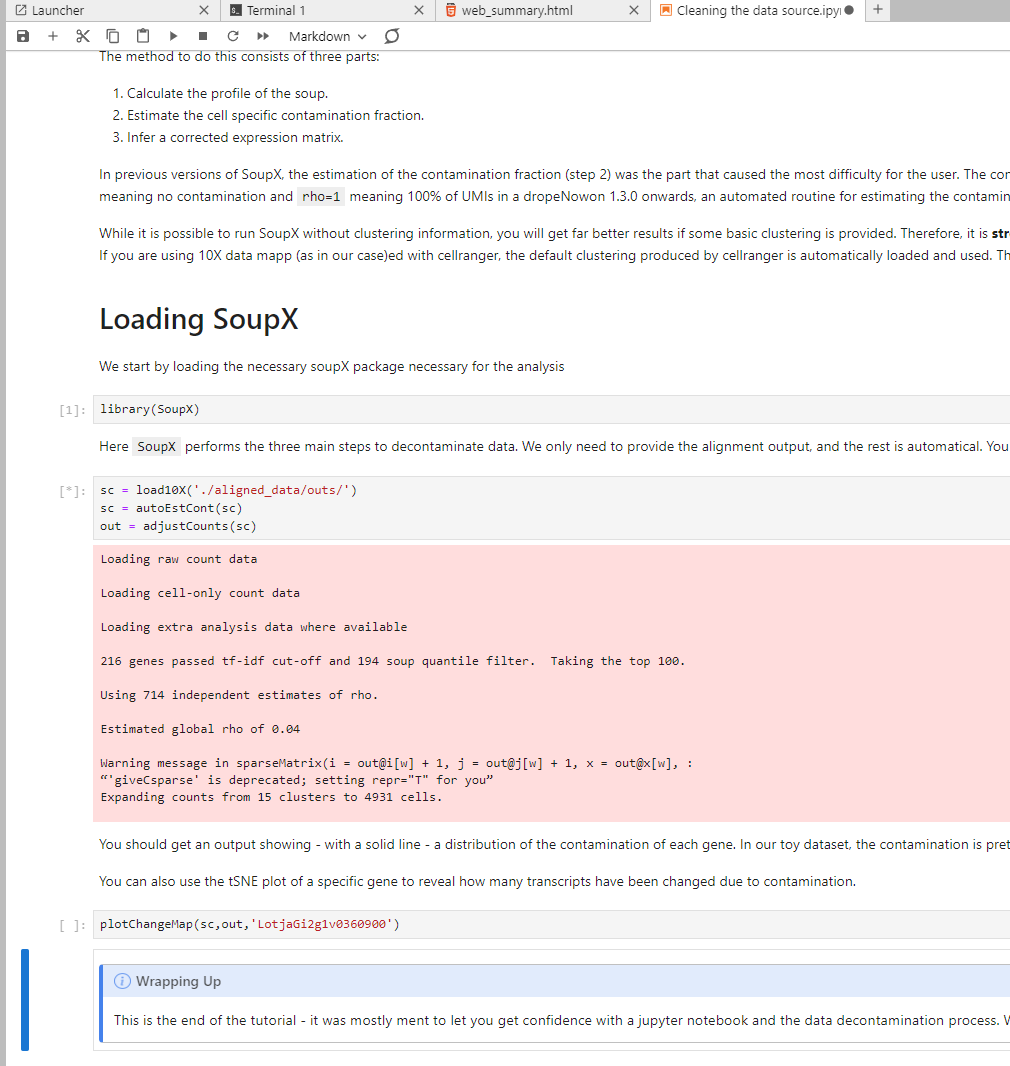 Launcher
Terminal 1
web_summary.html
Cleaning the data source.ipy
Markdown
The method to do this consists of three parts:
1. Calculate the profile of the soup.
2. Estimate the cell specific contamination fraction.
3. Infer a corrected expression matrix.
In previous versions of SoupX, the estimation of the contamination fraction (step 2) was the part that caused the most difficulty for the user. The cor
meaning no contamination and rho=1 meaning 100% of UMIs in a dropeNowon 1.3.0 onwards, an automated routine for estimating the contamin
While it is possible to run SoupX without clustering information, you will get far better results if some basic clustering is provided. Therefore, it is str
If you are using 10X data mapp (as in our case)ed with cellranger, the default clustering produced by cellranger is automatically loaded and used. Th
Loading SoupX
We start by loading the necessary soupX package necessary for the analysis
[1]: library(SoupX)
Here SoupX performs the three main steps to decontaminate data. We only need to provide the alignment output, and the rest is automatical. You
[*]: sc = load10X('./aligned_data/outs/')
sc = autoEstCont(sc)
out = adjustCounts(sc)
Loading raw count data
Loading cell-only count data
Loading extra analysis data where available
216 genes passed tf-idf cut-off and 194 soup quantile filter.  Taking the top 100.
Using 714 independent estimates of rho.
Estimated global rho of 0.04
Warning message in sparseMatrix(i = out@i[w] + 1, j = out@j[w] + 1, x = out@x[w], :
“'giveCsparse' is deprecated; setting repr="T" for you”
Expanding counts from 15 clusters to 4931 cells.
You should get an output showing - with a solid line - a distribution of the contamination of each gene. In our toy dataset, the contamination is pret
You can also use the tSNE plot of a specific gene to reveal how many transcripts have been changed due to contamination.
[ ]: plotChangeMap(sc,out,'LotjaGi2g1v0360900')
Wrapping Up
This is the end of the tutorial - it was mostly ment to let you get confidence with a jupyter notebook and the data decontamination process. W